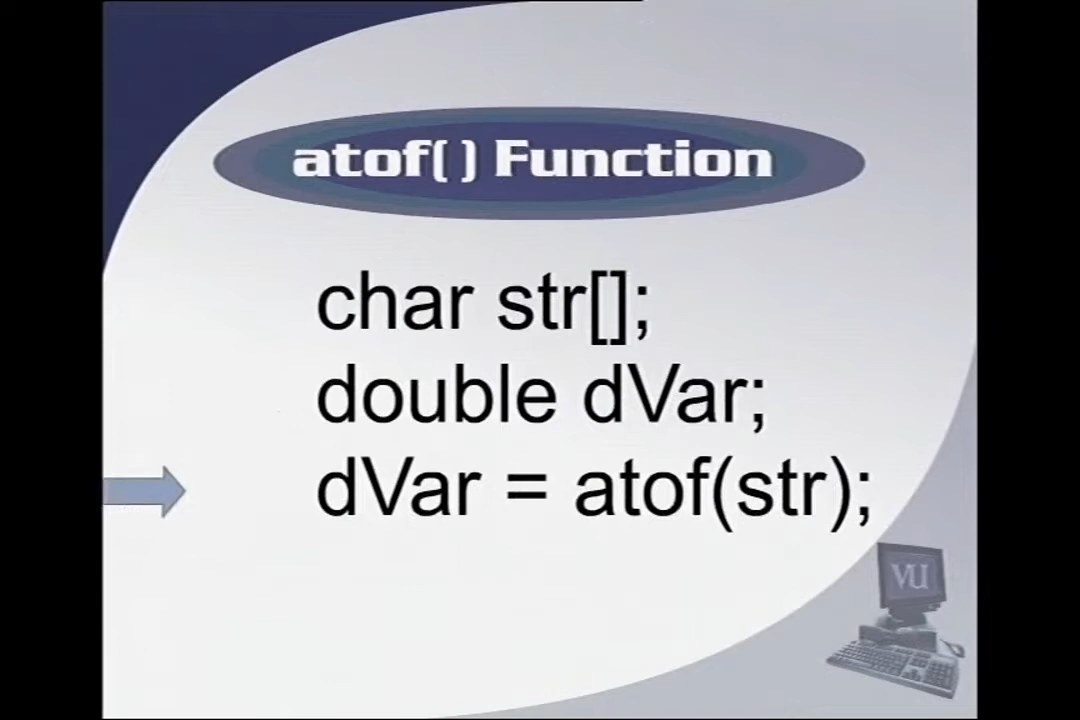 atof( ) Function
char str[];
double dVar;
dVar = atof(str);
VU